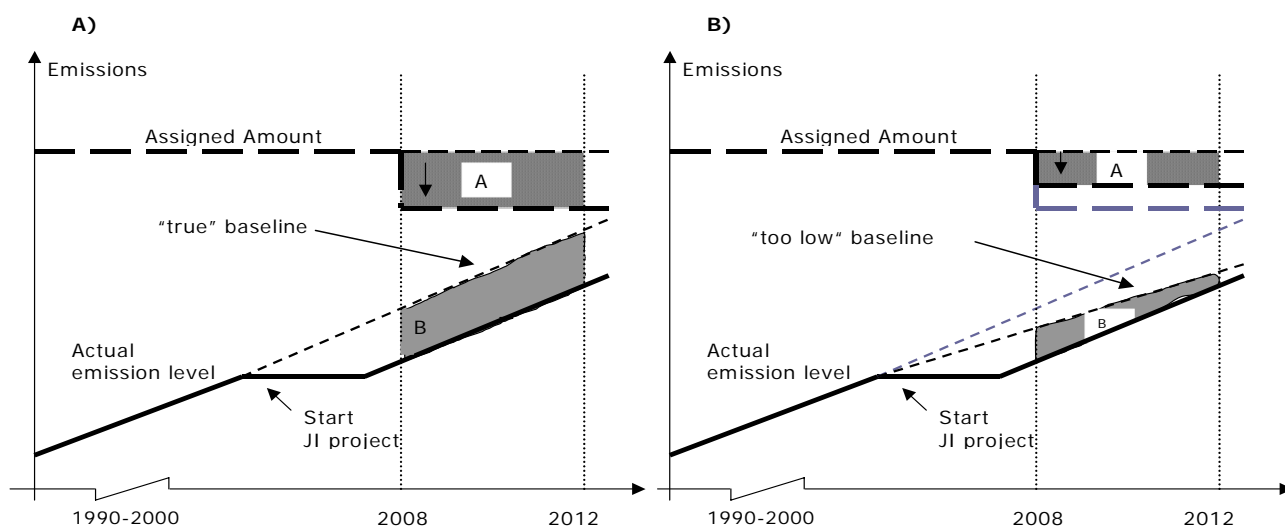 A)
Emissions
Assigned Amount
A
"true" baseline
B
Actual
emission level
Start
JI project
1990-2000
2008
2012
B)
Emissions
Assigned Amount
A
"too low" baseline
B
Actual
emission level
Start
JI project
1990-2000
2008
2012